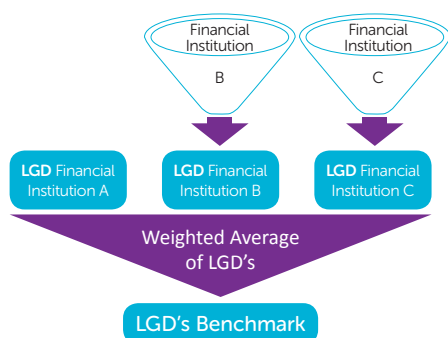 Financial
Institution
B
Financial
Institution
C
LGD Financial
Institution A
LGD Financial
Institution B
LGD Financial
Institution C
Weighted Average
of LGD's
LGD's Benchmark